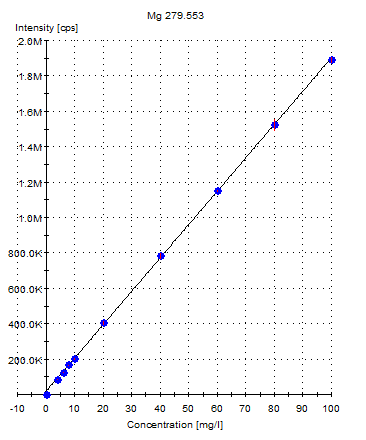 Mg 279.553
Intensity [cps]
2.0M
1.8M
1.6M
1.4M
1.2M
1.0M
800.0K
600.0K
400.0K
200.0K
-10 0 10 20 30 40 50 60 70 80 90 100
Concentration [mg/l]